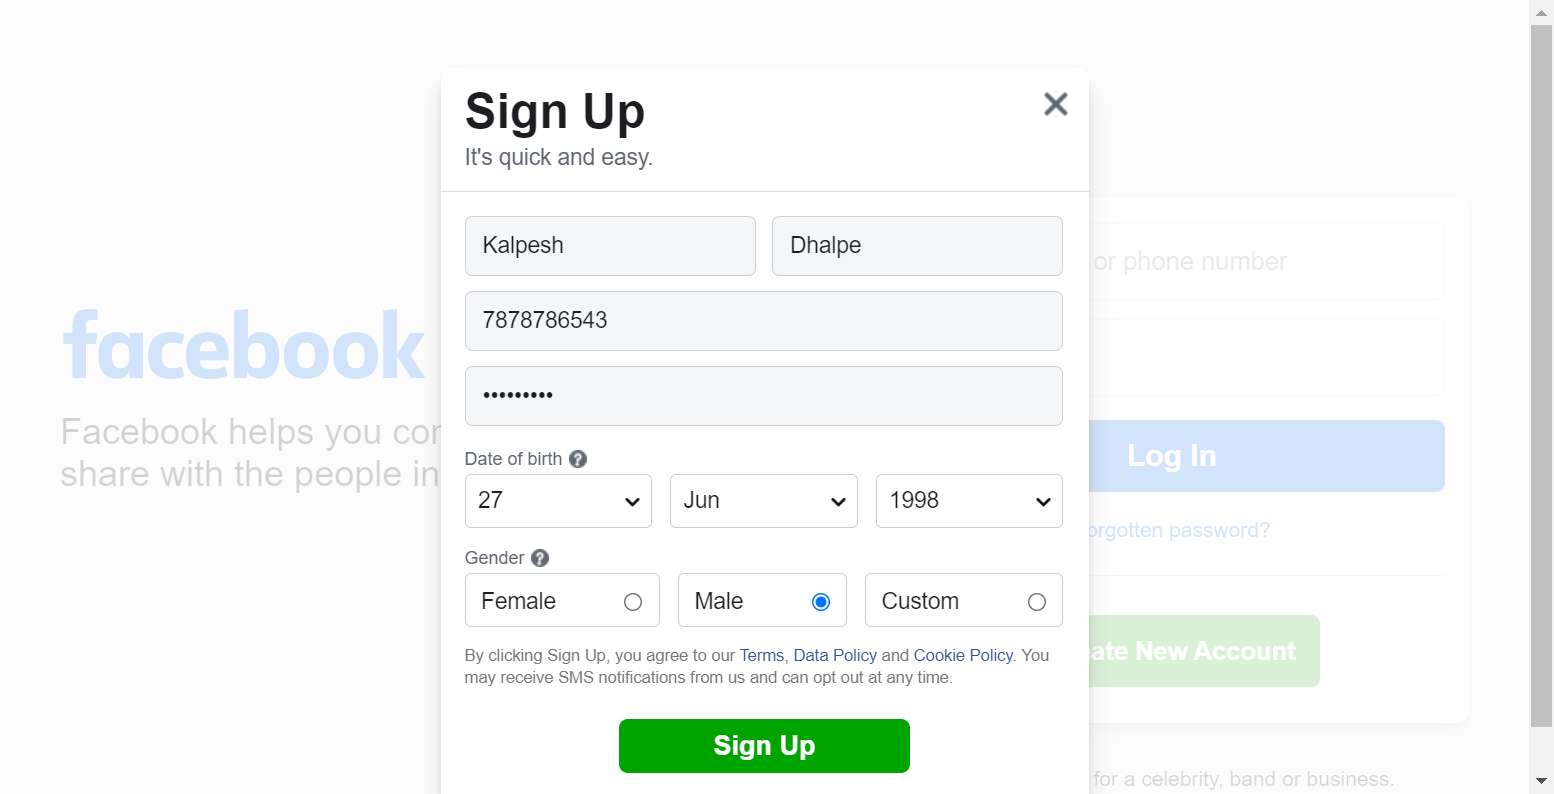 Sign Up
It's quick and easy.
Kalpesh Dhalpe
7878786543
•••••••••
Date of birth ?
27 Jun 1998
Gender ?
Female Male Custom
By clicking Sign Up, you agree to our Terms, Data Policy and Cookie Policy. You
may receive SMS notifications from us and can opt out at any time.
Sign Up
facebook
Facebook helps you
share with the people in
or phone number
Log In
orgotten password?
eate New Account
for a celebrity, band or business.